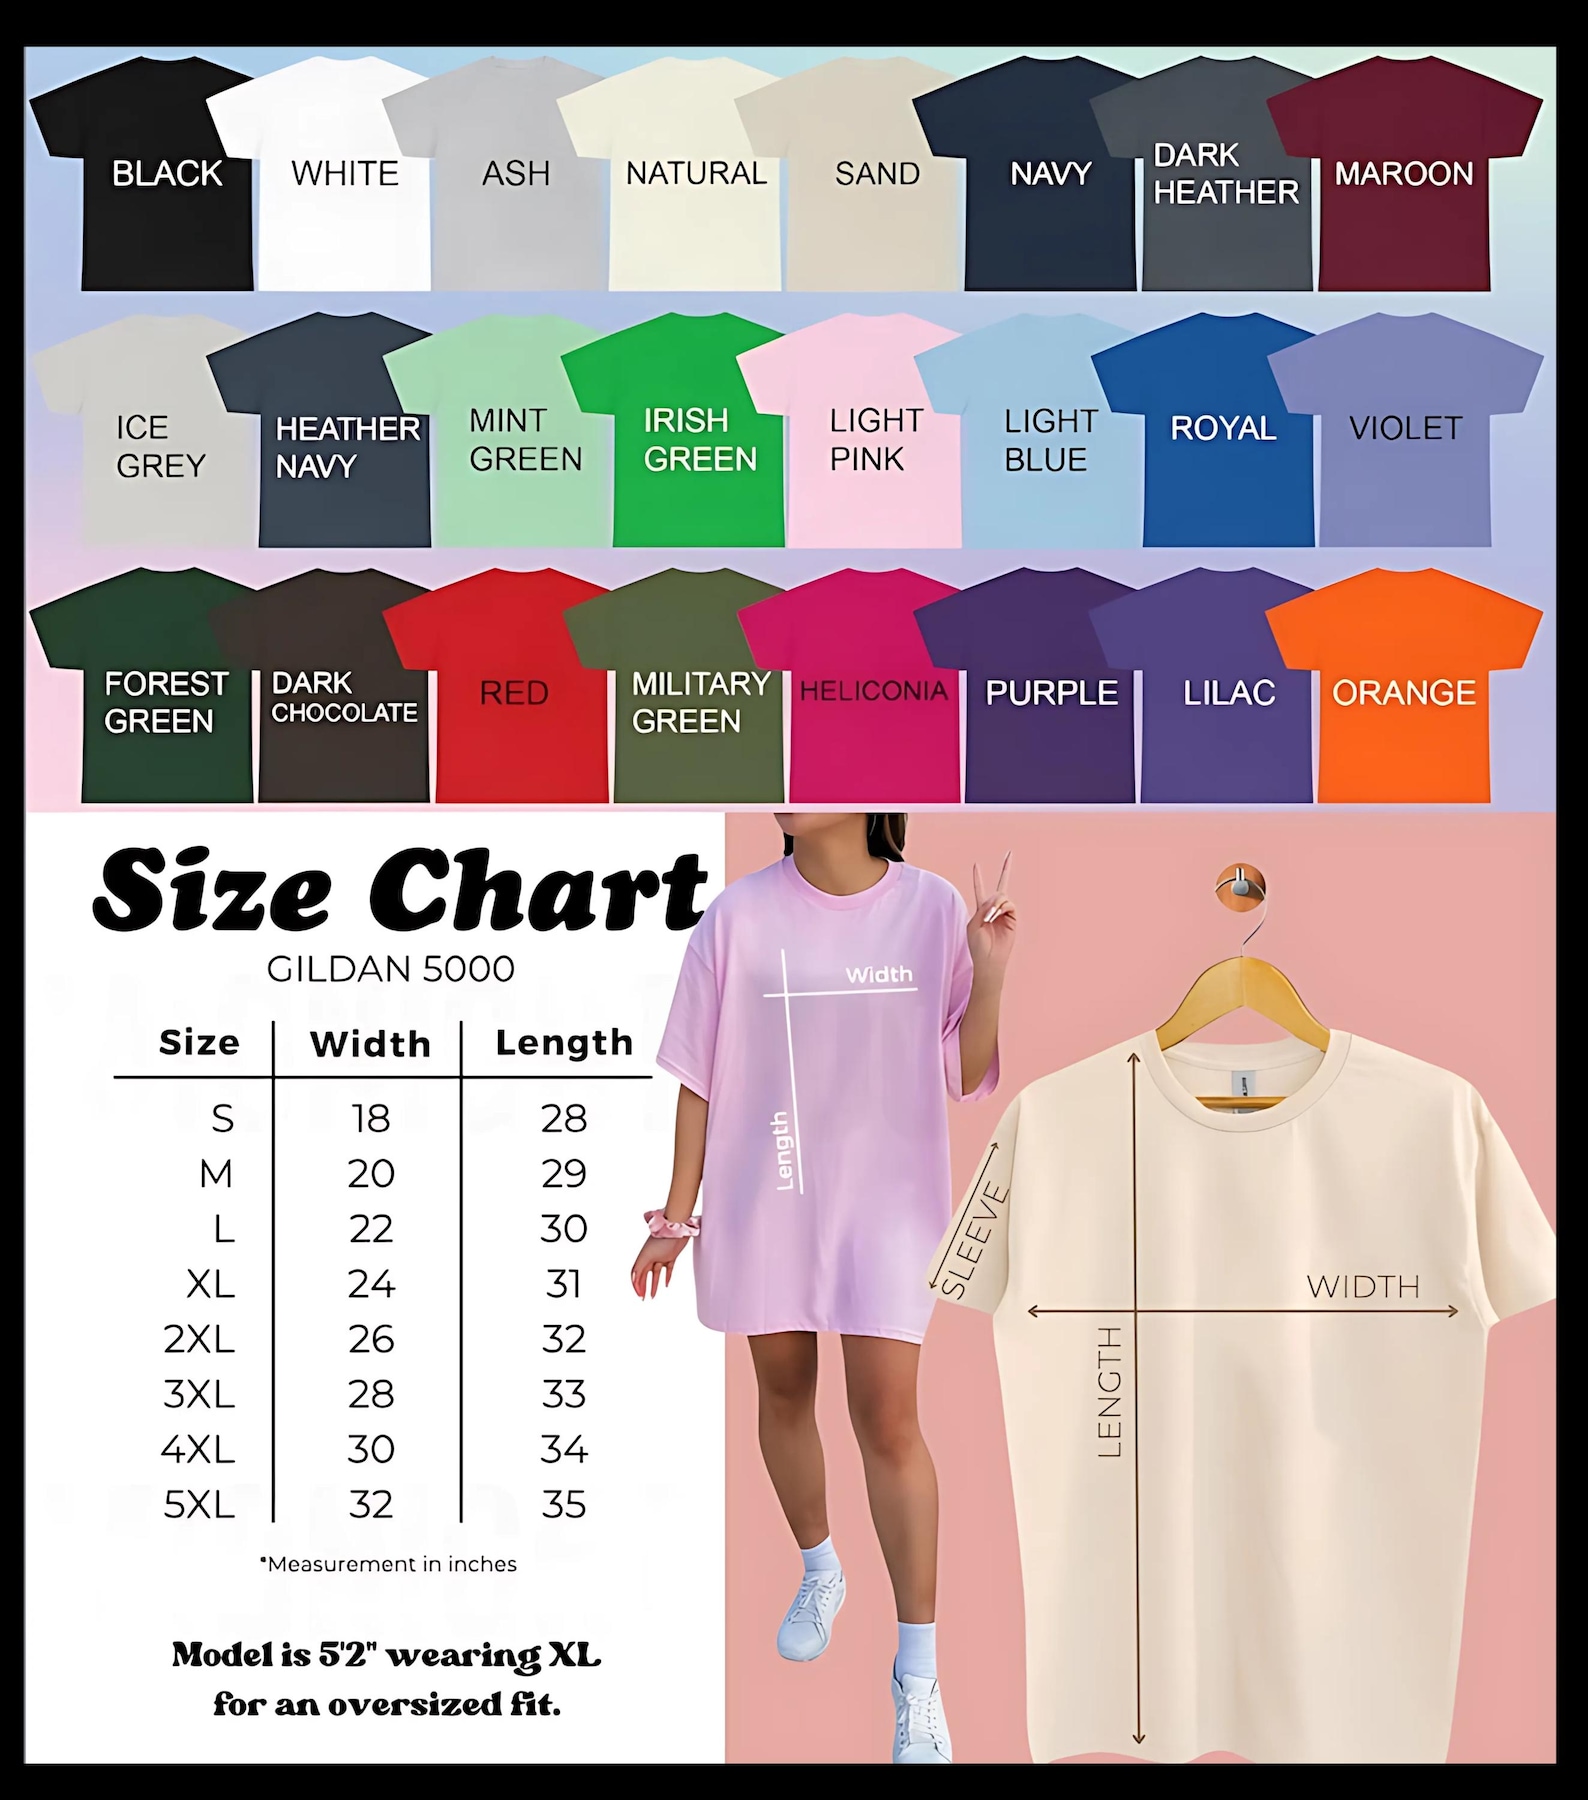 BLACK
WHITE
ASH
NATURAL
SAND
NAVY
DARK
HEATHER
MAROON
ICE
GREY
HEATHER
NAVY
MINT
GREEN
IRISH
GREEN
LIGHT
PINK
LIGHT
BLUE
ROYAL
VIOLET
FOREST
GREEN
DARK
CHOCOLATE
RED
MILITARY
GREEN
HELICONIA
PURPLE
LILAC
ORANGE
Size Chart
GILDAN 5000
Size Width Length
S 18 28
M 20 29
L 22 30
XL 24 31
2XL 26 32
3XL 28 33
4XL 30 34
5XL 32 35
*Measurement in inches
Model is 5'2" wearing XL
for an oversized fit.
Width
Length
SLEEVE
WIDTH
LENGTH